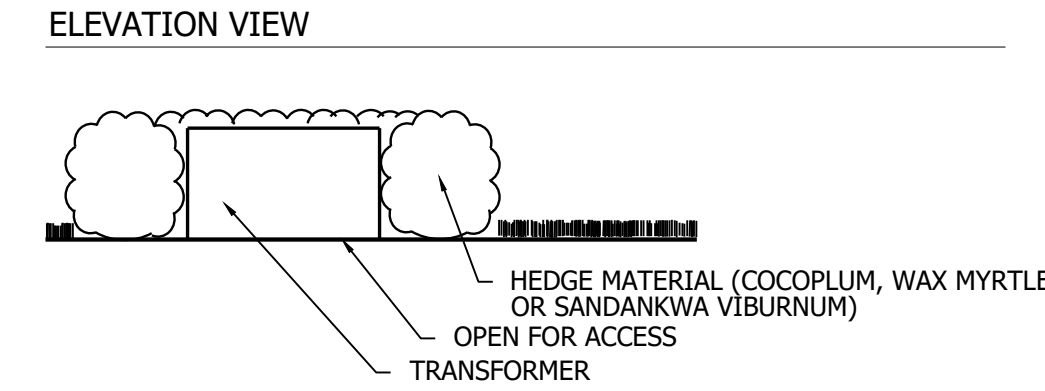 ELEVATION VIEW
HEDGE MATERIAL (COCOPLUM, WAX MYRTLE
OR SANDANKWA VIBURNUM)
OPEN FOR ACCESS
TRANSFORMER